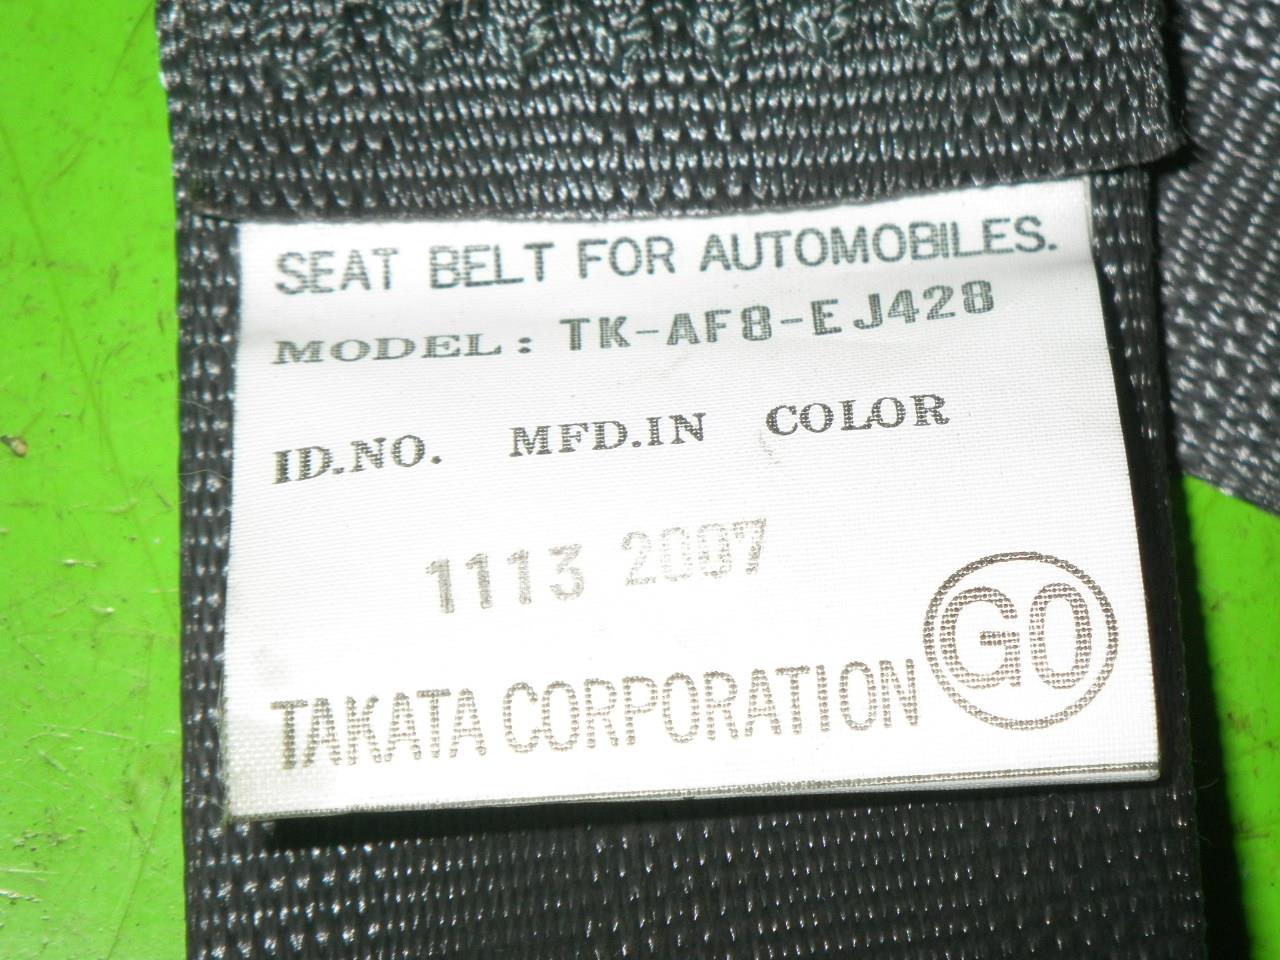 SEAT BELT FOR AUTOMOBILES.
MODEL: TK-AF8-EJ428
ID.NO. MFD.IN COLOR
1113 2007
TAKATA CORPORATION GO